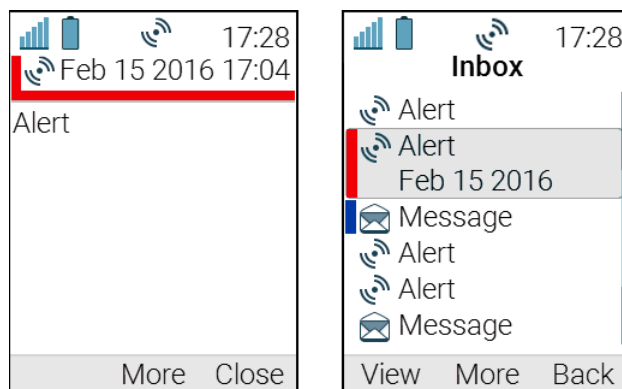 17:28
Feb 15 2016 17:04
Alert
More Close
17:28
Inbox
Alert
Alert
Feb 15 2016
Message
Alert
Alert
Message
View More Back